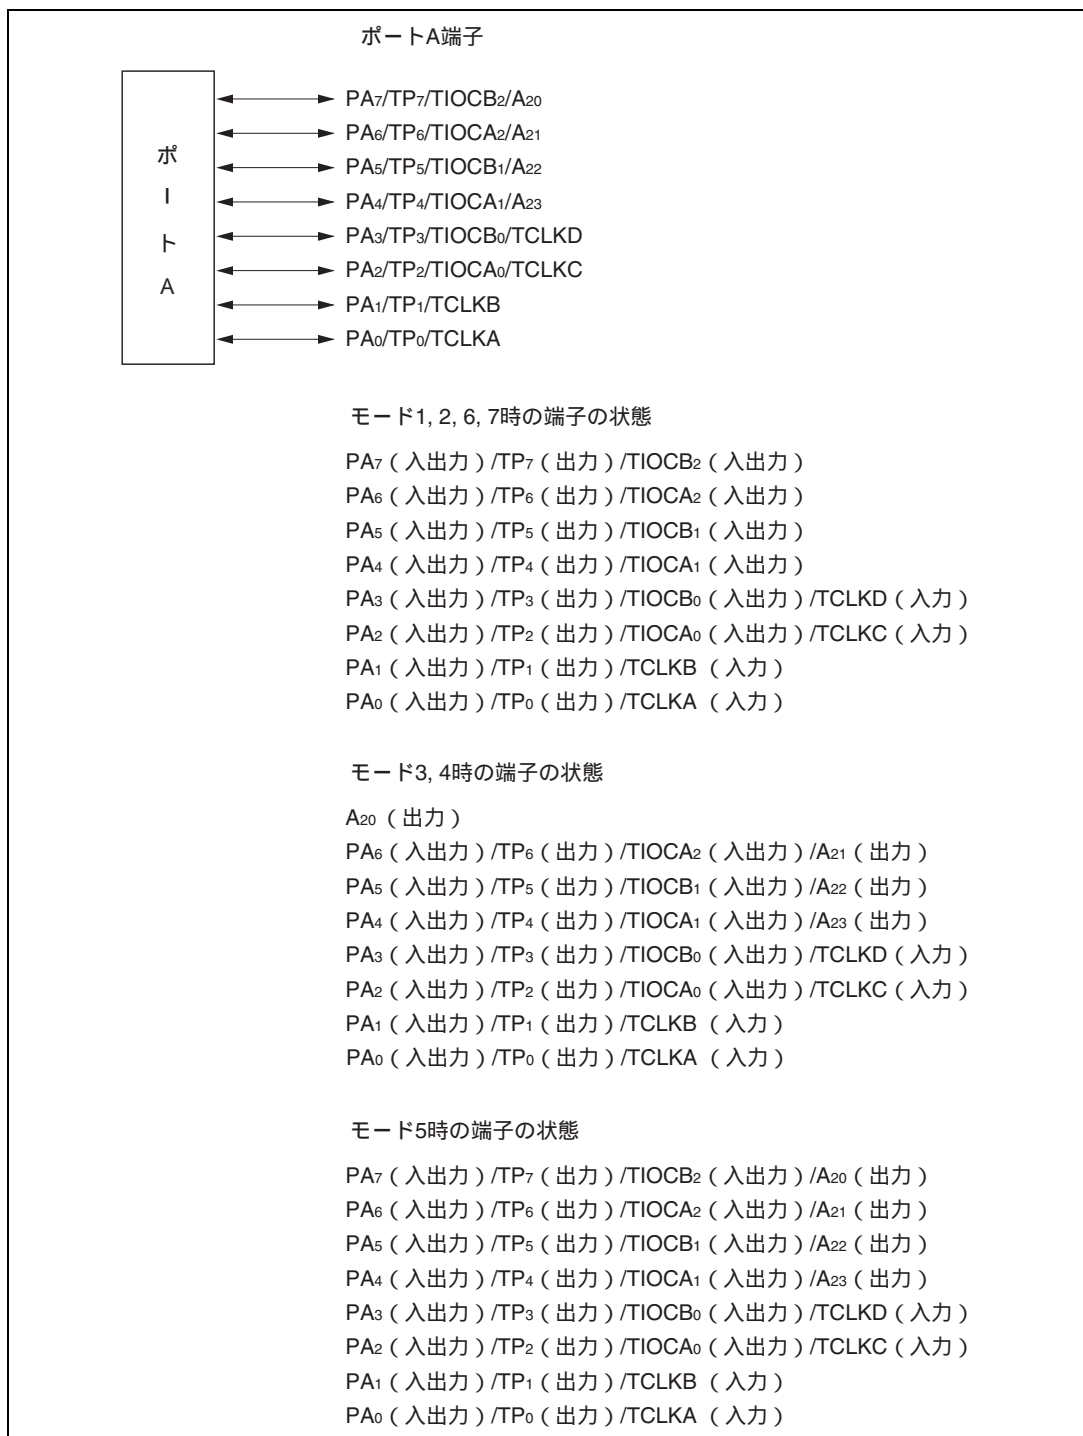 ポートA端子
ポートA
PA₇/TP₇/TIOCB₂/A₂₀
PA₆/TP₆/TIOCA₂/A₂₁
PA₅/TP₅/TIOCB₁/A₂₂
PA₄/TP₄/TIOCA₁/A₂₃
PA₃/TP₃/TIOCB₀/TCLKD
PA₂/TP₂/TIOCA₀/TCLKC
PA₁/TP₁/TCLKB
PA₀/TP₀/TCLKA
モード1, 2, 6, 7時の端子の状態
PA₇(入出力)/TP₇(出力)/TIOCB₂(入出力)
PA₆(入出力)/TP₆(出力)/TIOCA₂(入出力)
PA₅(入出力)/TP₅(出力)/TIOCB₁(入出力)
PA₄(入出力)/TP₄(出力)/TIOCA₁(入出力)
PA₃(入出力)/TP₃(出力)/TIOCB₀(入出力)/TCLKD(入力)
PA₂(入出力)/TP₂(出力)/TIOCA₀(入出力)/TCLKC(入力)
PA₁(入出力)/TP₁(出力)/TCLKB(入力)
PA₀(入出力)/TP₀(出力)/TCLKA(入力)
モード3, 4時の端子の状態
A₂₀(出力)
PA₆(入出力)/TP₆(出力)/TIOCA₂(入出力)/A₂₁(出力)
PA₅(入出力)/TP₅(出力)/TIOCB₁(入出力)/A₂₂(出力)
PA₄(入出力)/TP₄(出力)/TIOCA₁(入出力)/A₂₃(出力)
PA₃(入出力)/TP₃(出力)/TIOCB₀(入出力)/TCLKD(入力)
PA₂(入出力)/TP₂(出力)/TIOCA₀(入出力)/TCLKC(入力)
PA₁(入出力)/TP₁(出力)/TCLKB(入力)
PA₀(入出力)/TP₀(出力)/TCLKA(入力)
モード5時の端子の状態
PA₇(入出力)/TP₇(出力)/TIOCB₂(入出力)/A₂₀(出力)
PA₆(入出力)/TP₆(出力)/TIOCA₂(入出力)/A₂₁(出力)
PA₅(入出力)/TP₅(出力)/TIOCB₁(入出力)/A₂₂(出力)
PA₄(入出力)/TP₄(出力)/TIOCA₁(入出力)/A₂₃(出力)
PA₃(入出力)/TP₃(出力)/TIOCB₀(入出力)/TCLKD(入力)
PA₂(入出力)/TP₂(出力)/TIOCA₀(入出力)/TCLKC(入力)
PA₁(入出力)/TP₁(出力)/TCLKB(入力)
PA₀(入出力)/TP₀(出力)/TCLKA(入力)